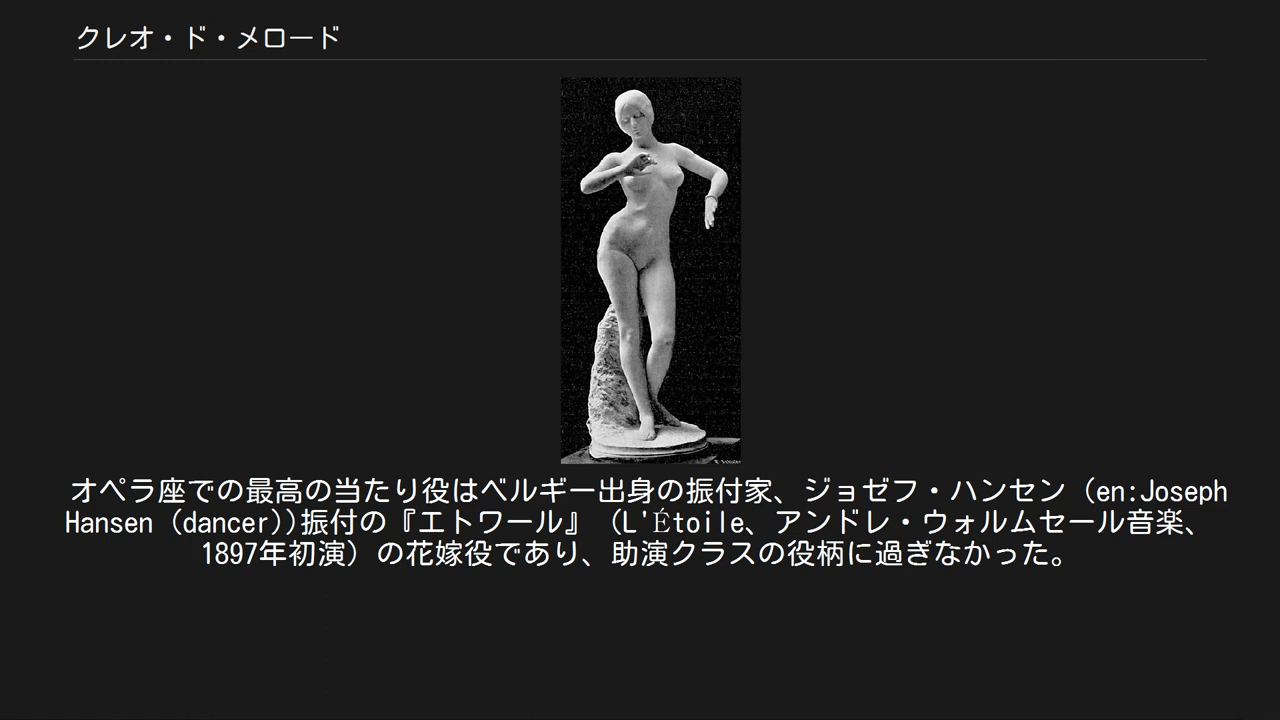 クレオ・ド・メロード
オペラ座での最高の当たり役はベルギー出身の振付家、ジョゼフ・ハンセン（en:Joseph
Hansen (dancer))振付の『エトワール』（L'Étoile、アンドレ・ウォルムセール音楽、
1897年初演）の花嫁役であり、助演クラスの役柄に過ぎなかった。